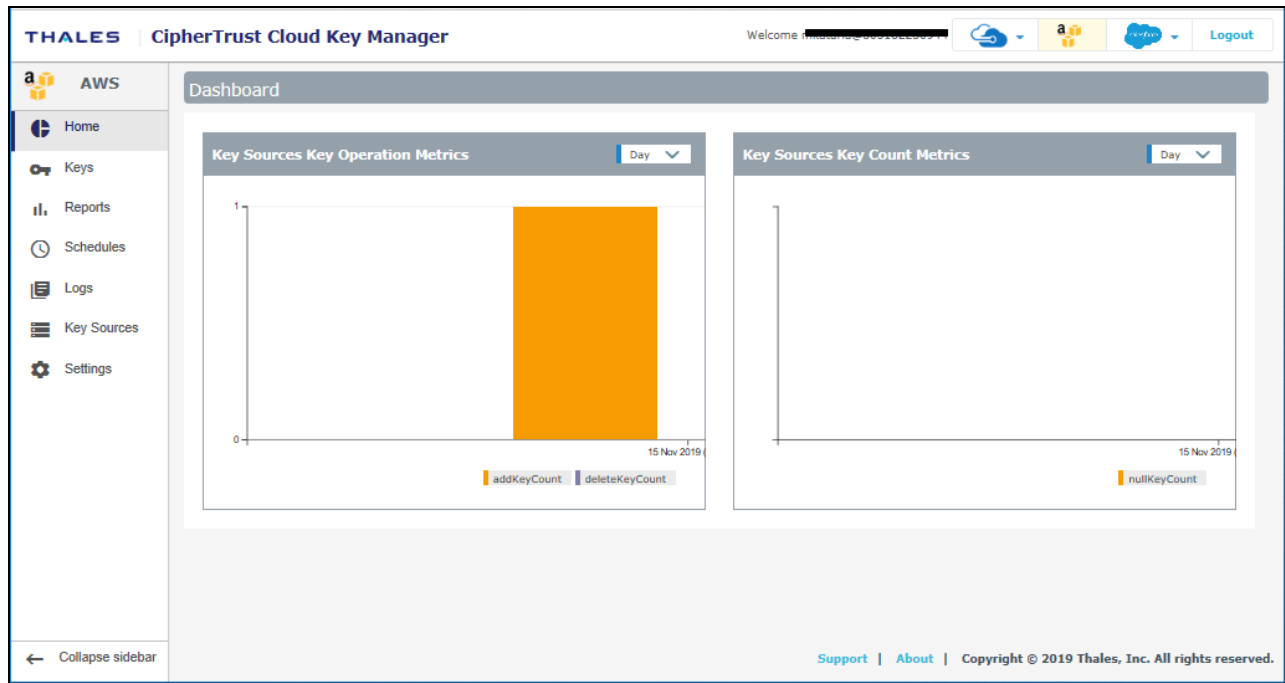 THALES CipherTrust Cloud Key Manager
Welcome
Logout
AWS
Home
Keys
Reports
Schedules
Logs
Key Sources
Settings
Collapse sidebar
Dashboard
Key Sources Key Operation Metrics
Day
1
0
15 Nov 2019 (
addKeyCount deleteKeyCount
Key Sources Key Count Metrics
Day
15 Nov 2019 (
nullKeyCount
Support | About | Copyright © 2019 Thales, Inc. All rights reserved.